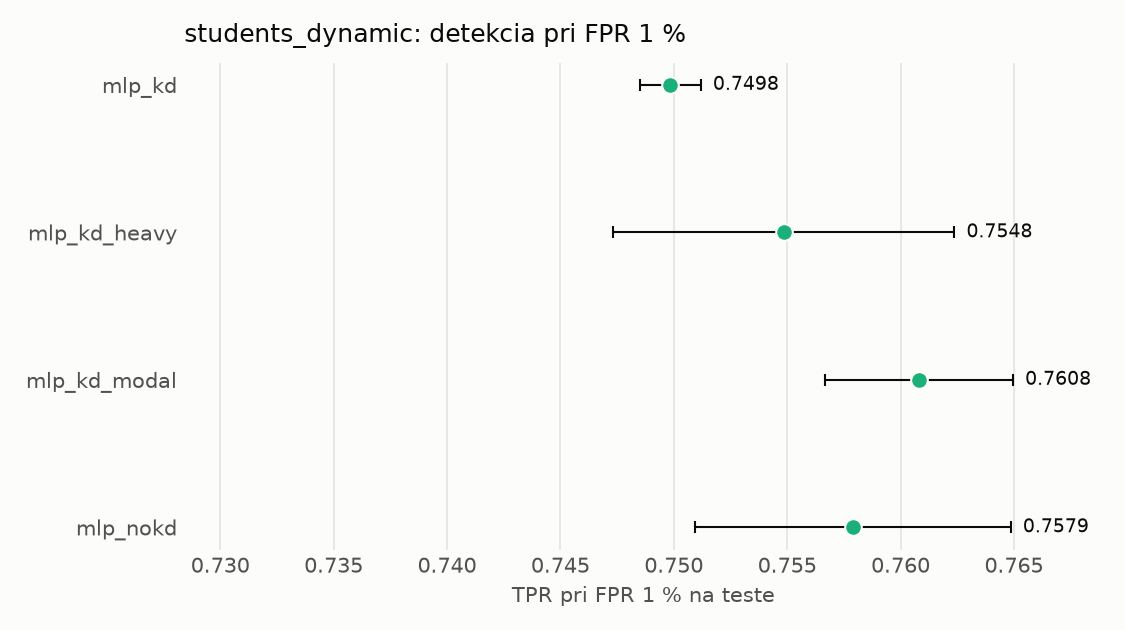 students_dynamic: detekcia pri FPR 1 %
mlp_kd
0.7498
mlp_kd_heavy
0.7548
mlp_kd_modal
0.7608
mlp_nokd
0.7579
0.730 0.735 0.740 0.745 0.750 0.755 0.760 0.765
TPR pri FPR 1 % na teste